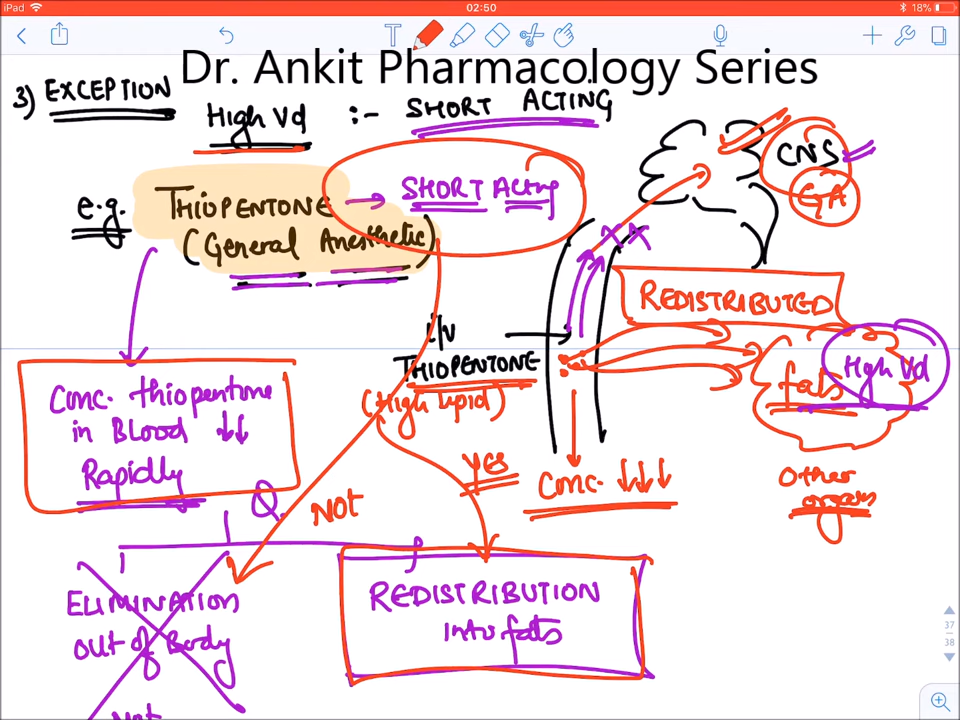 iPad
02:50
18%
T
Dr. Ankit Pharmacology Series
3) EXCEPTION
High Vd :- SHORT ACTING
e.g. THIOPENTONE → SHORT Acting
(General Anesthetic)
CNS
GA
REDISTRIBUTED
i/v
THIOPENTONE
(High lipid)
fats
High Vd
Other
organs
Conc. thiopentone
in Blood ↓↓
Rapidly
Q.
NOT
YES
Conc. ↓↓↓
ELIMINATION
out of Body
Not
REDISTRIBUTION
into fats
37
38